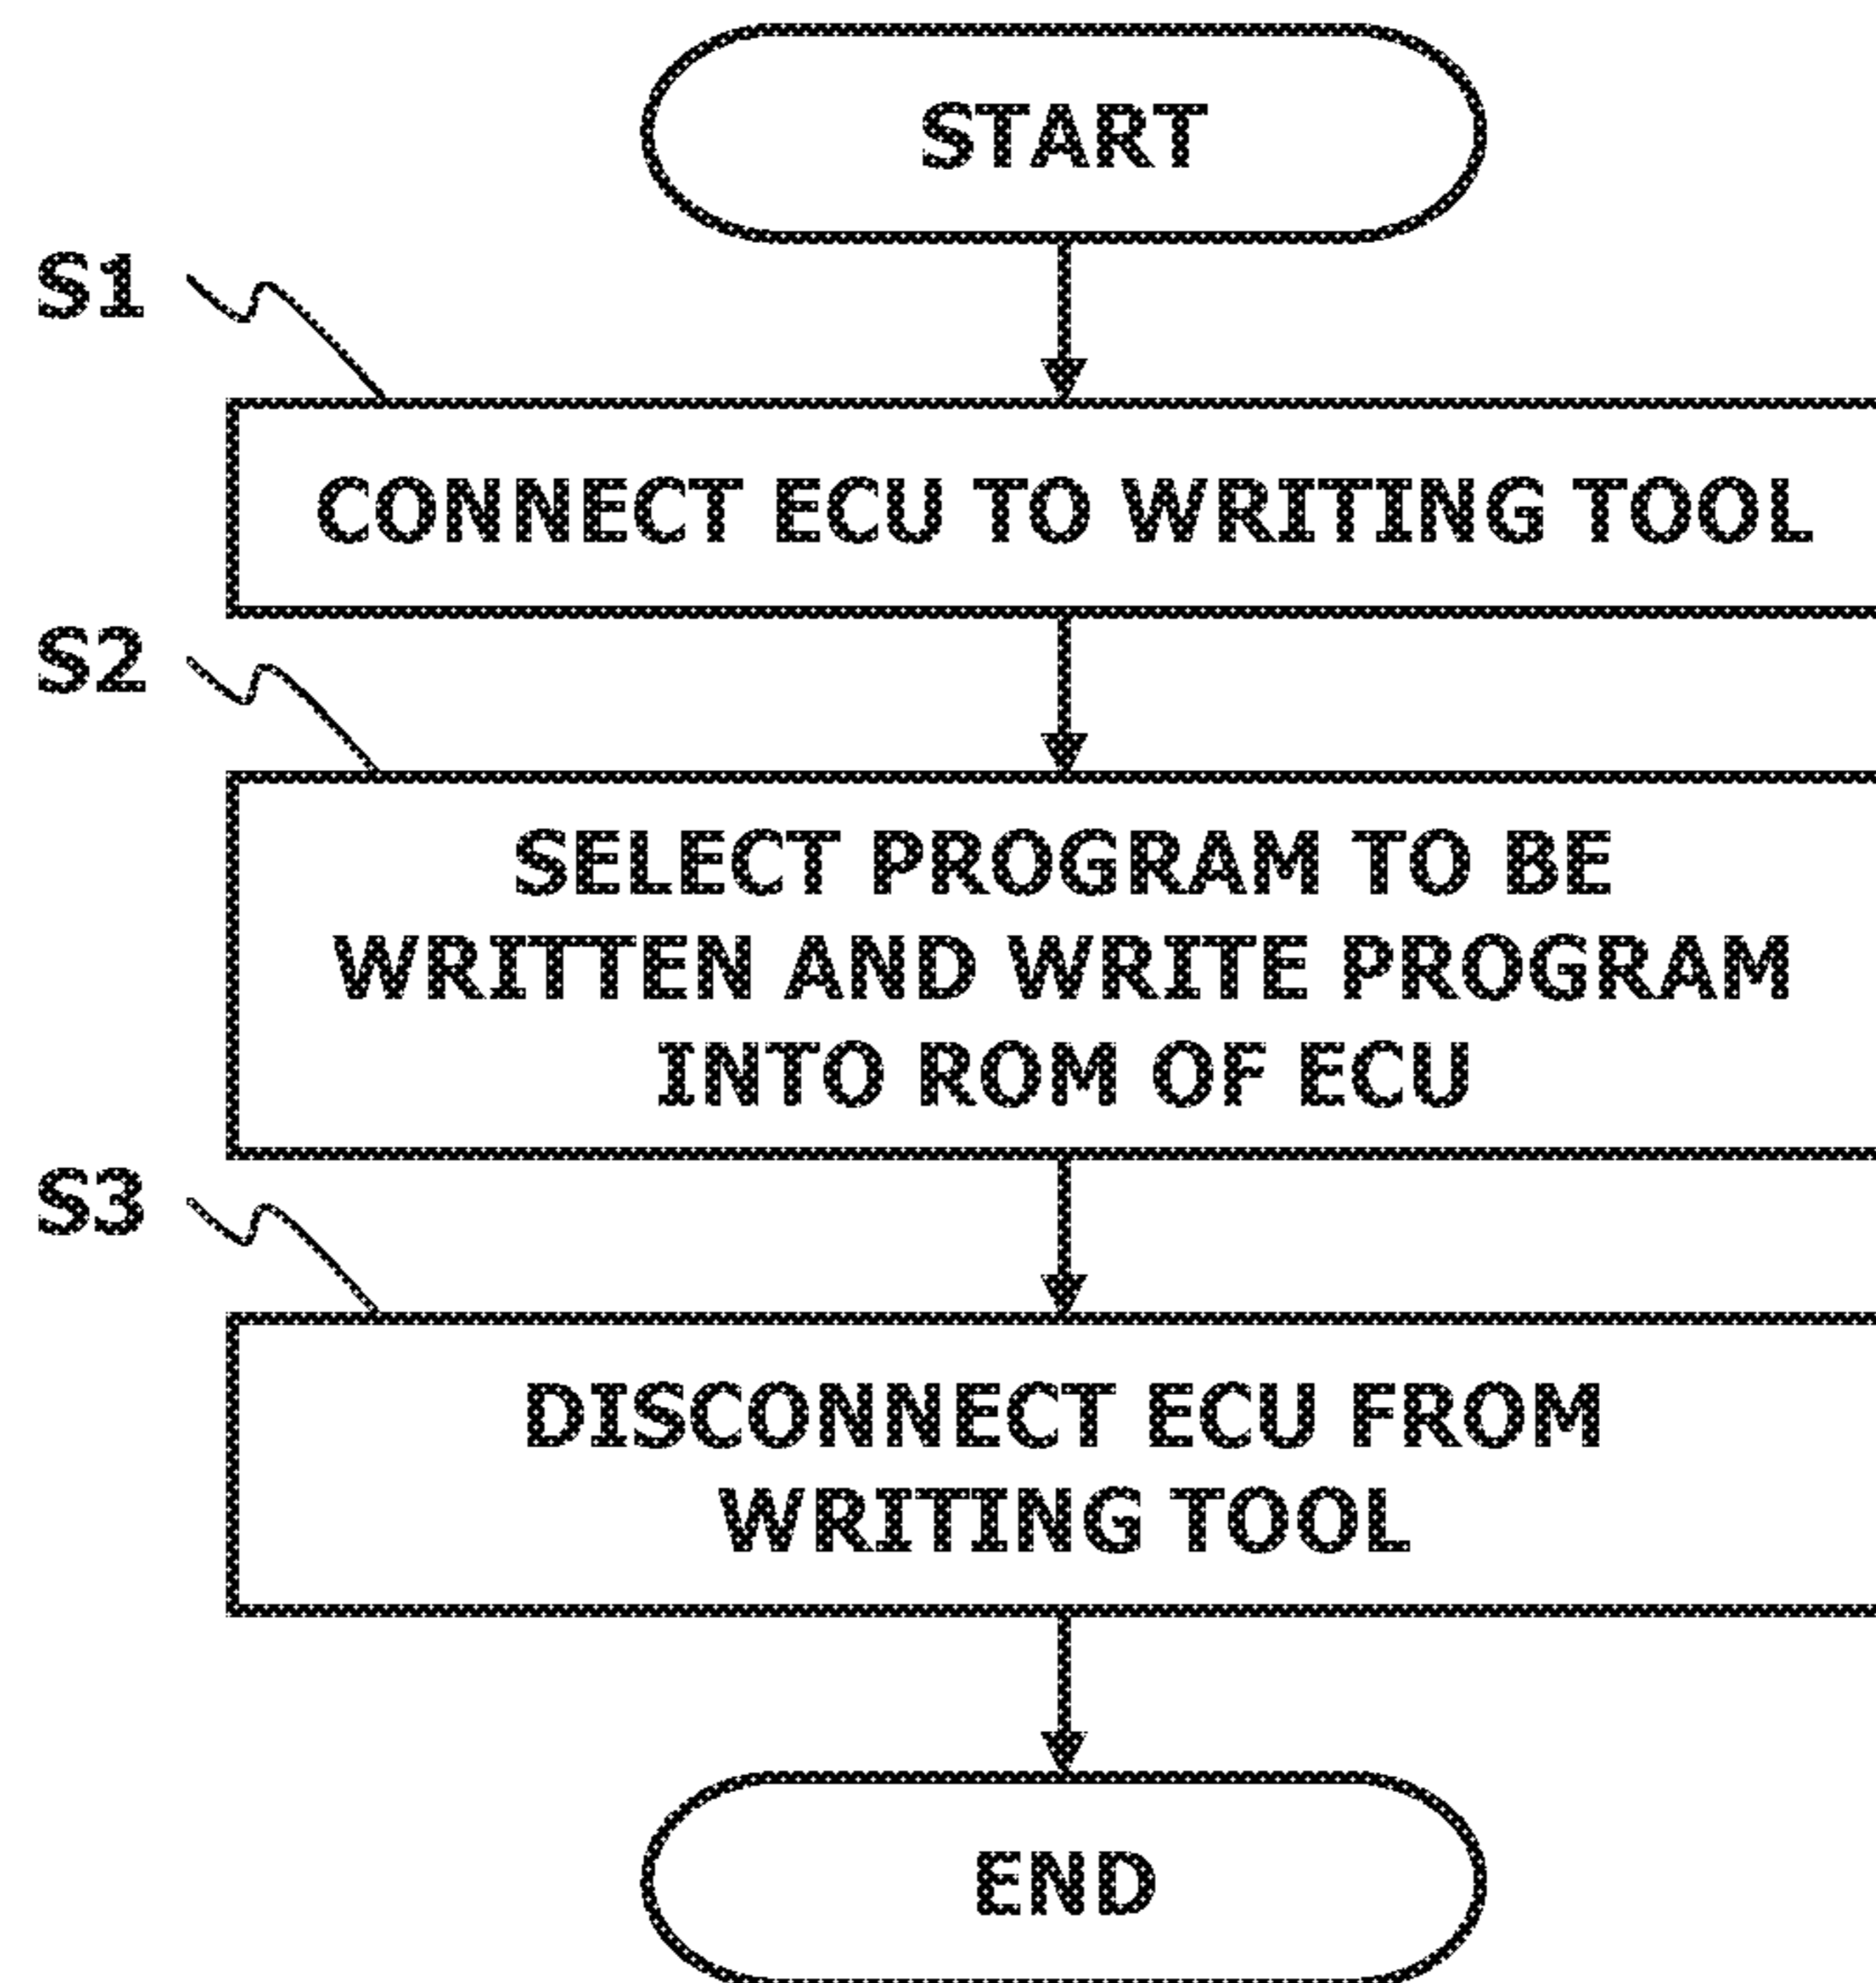 START
S1
CONNECT ECU TO WRITING TOOL
S2
SELECT PROGRAM TO BE
WRITTEN AND WRITE PROGRAM
INTO ROM OF ECU
S3
DISCONNECT ECU FROM
WRITING TOOL
END